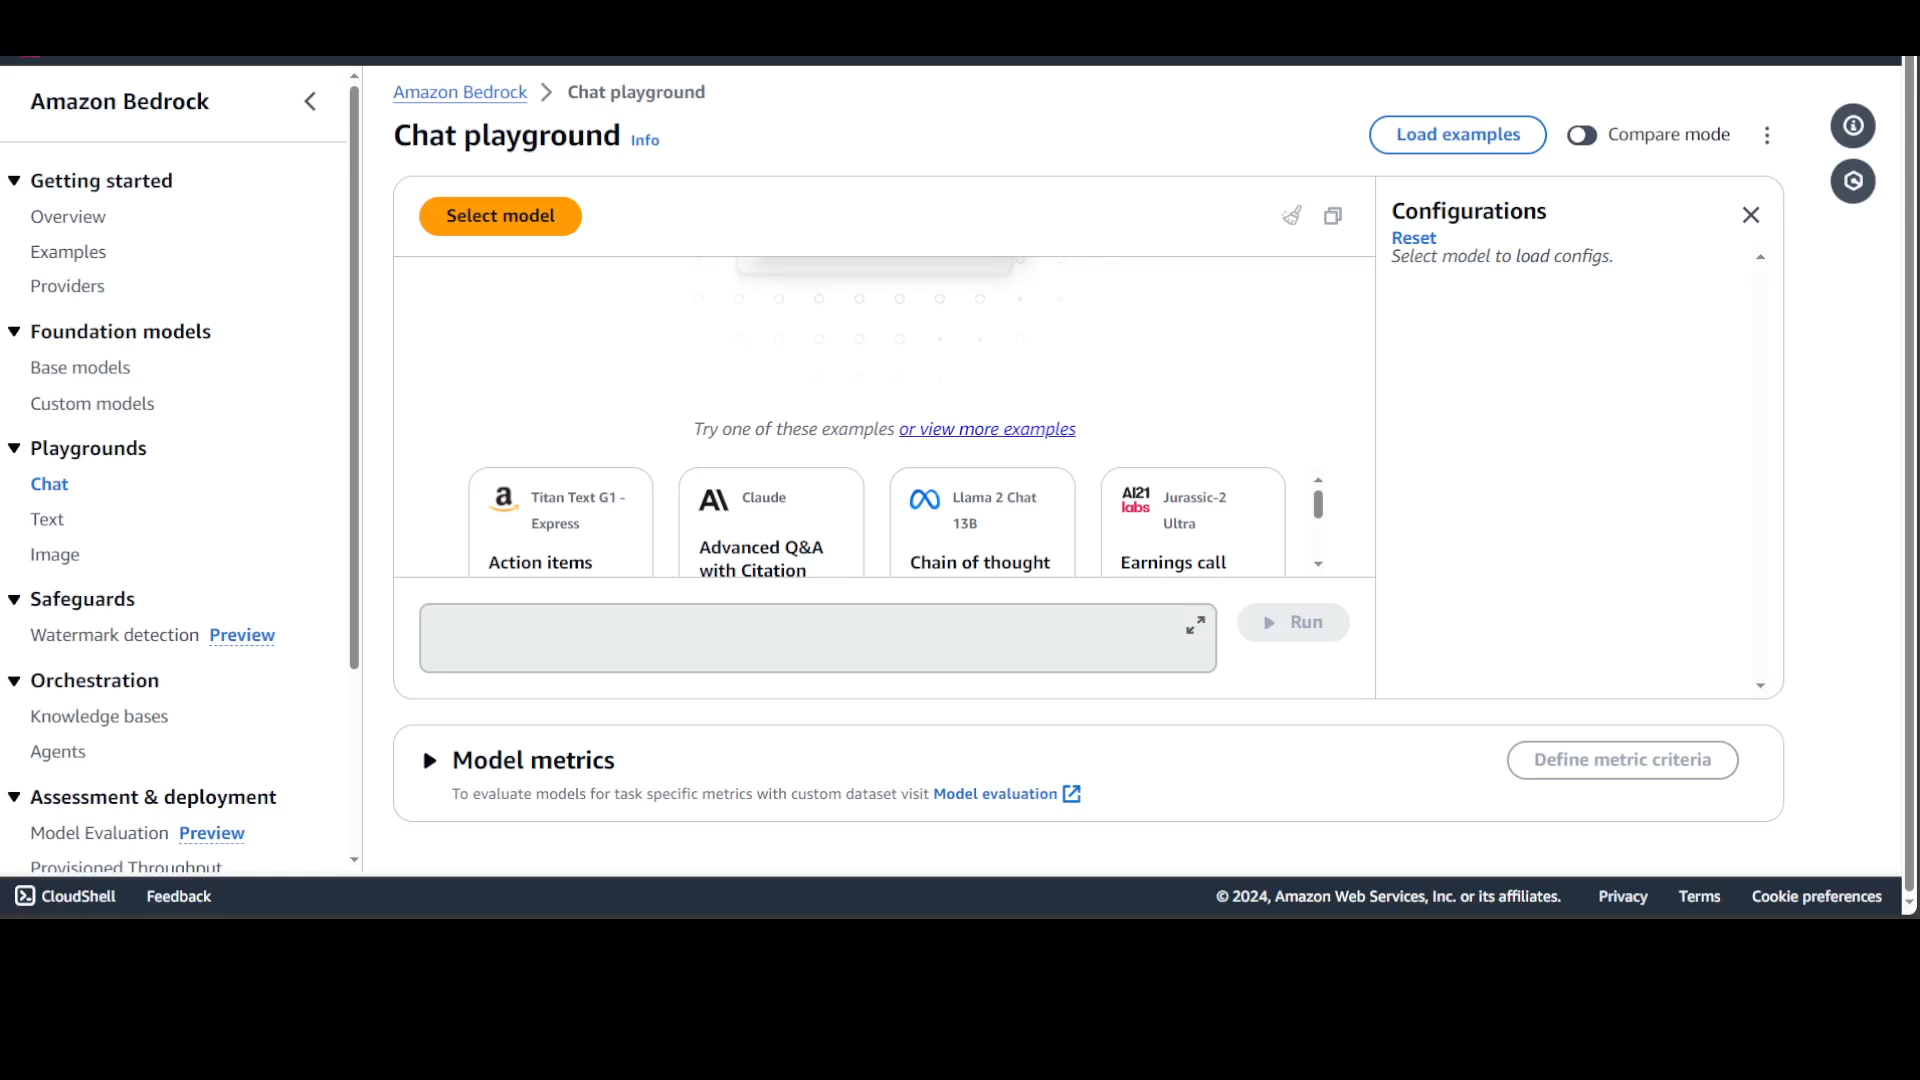 Amazon Bedrock
Getting started
Overview
Examples
Providers
Foundation models
Base models
Custom models
Playgrounds
Chat
Text
Image
Safeguards
Watermark detection Preview
Orchestration
Knowledge bases
Agents
Assessment & deployment
Model Evaluation Preview
Provisioned Throughput
Amazon Bedrock > Chat playground
Chat playground Info
Load examples
Compare mode
Select model
Try one of these examples or view more examples
a Titan Text G1 -
Express
Action items
A\ Claude
Advanced Q&A
with Citation
Llama 2 Chat
13B
Chain of thought
AI21 Jurassic-2
labs Ultra
Earnings call
Run
Configurations
Reset
Select model to load configs.
Model metrics
To evaluate models for task specific metrics with custom dataset visit Model evaluation
Define metric criteria
CloudShell Feedback © 2024, Amazon Web Services, Inc. or its affiliates. Privacy Terms Cookie preferences